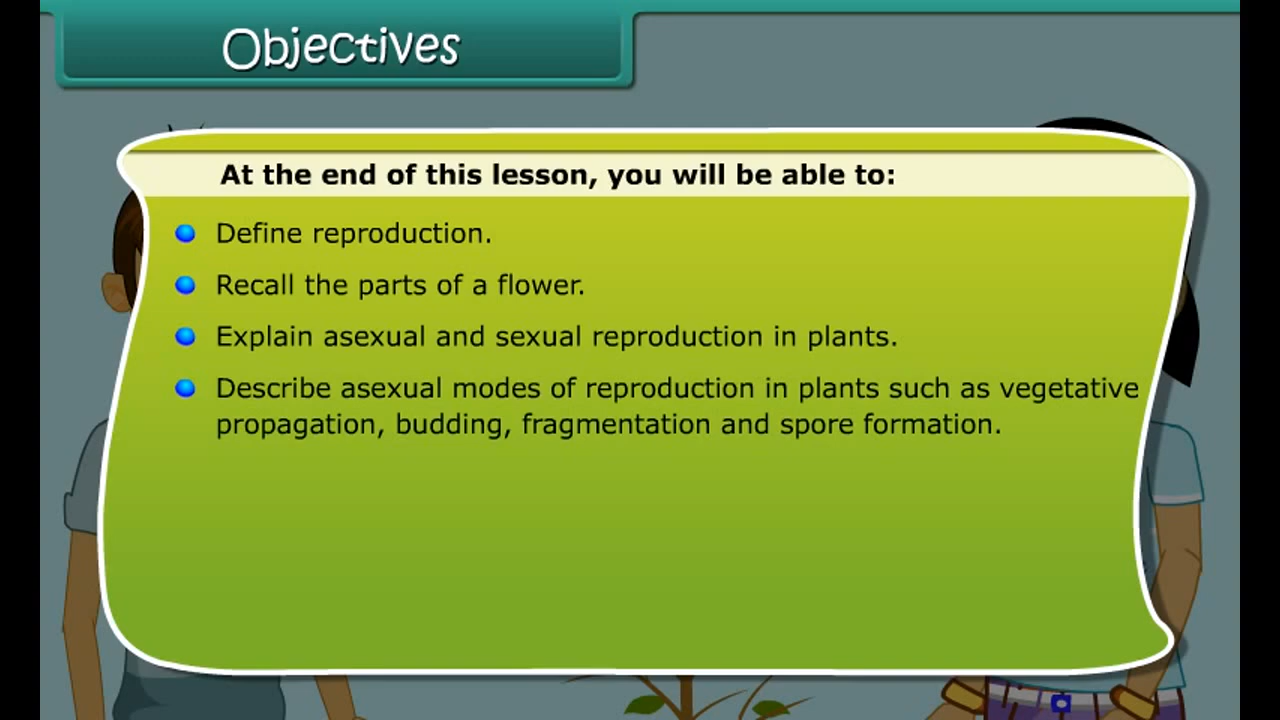 Objectives
At the end of this lesson, you will be able to:
Define reproduction.
Recall the parts of a flower.
Explain asexual and sexual reproduction in plants.
Describe asexual modes of reproduction in plants such as vegetative
propagation, budding, fragmentation and spore formation.